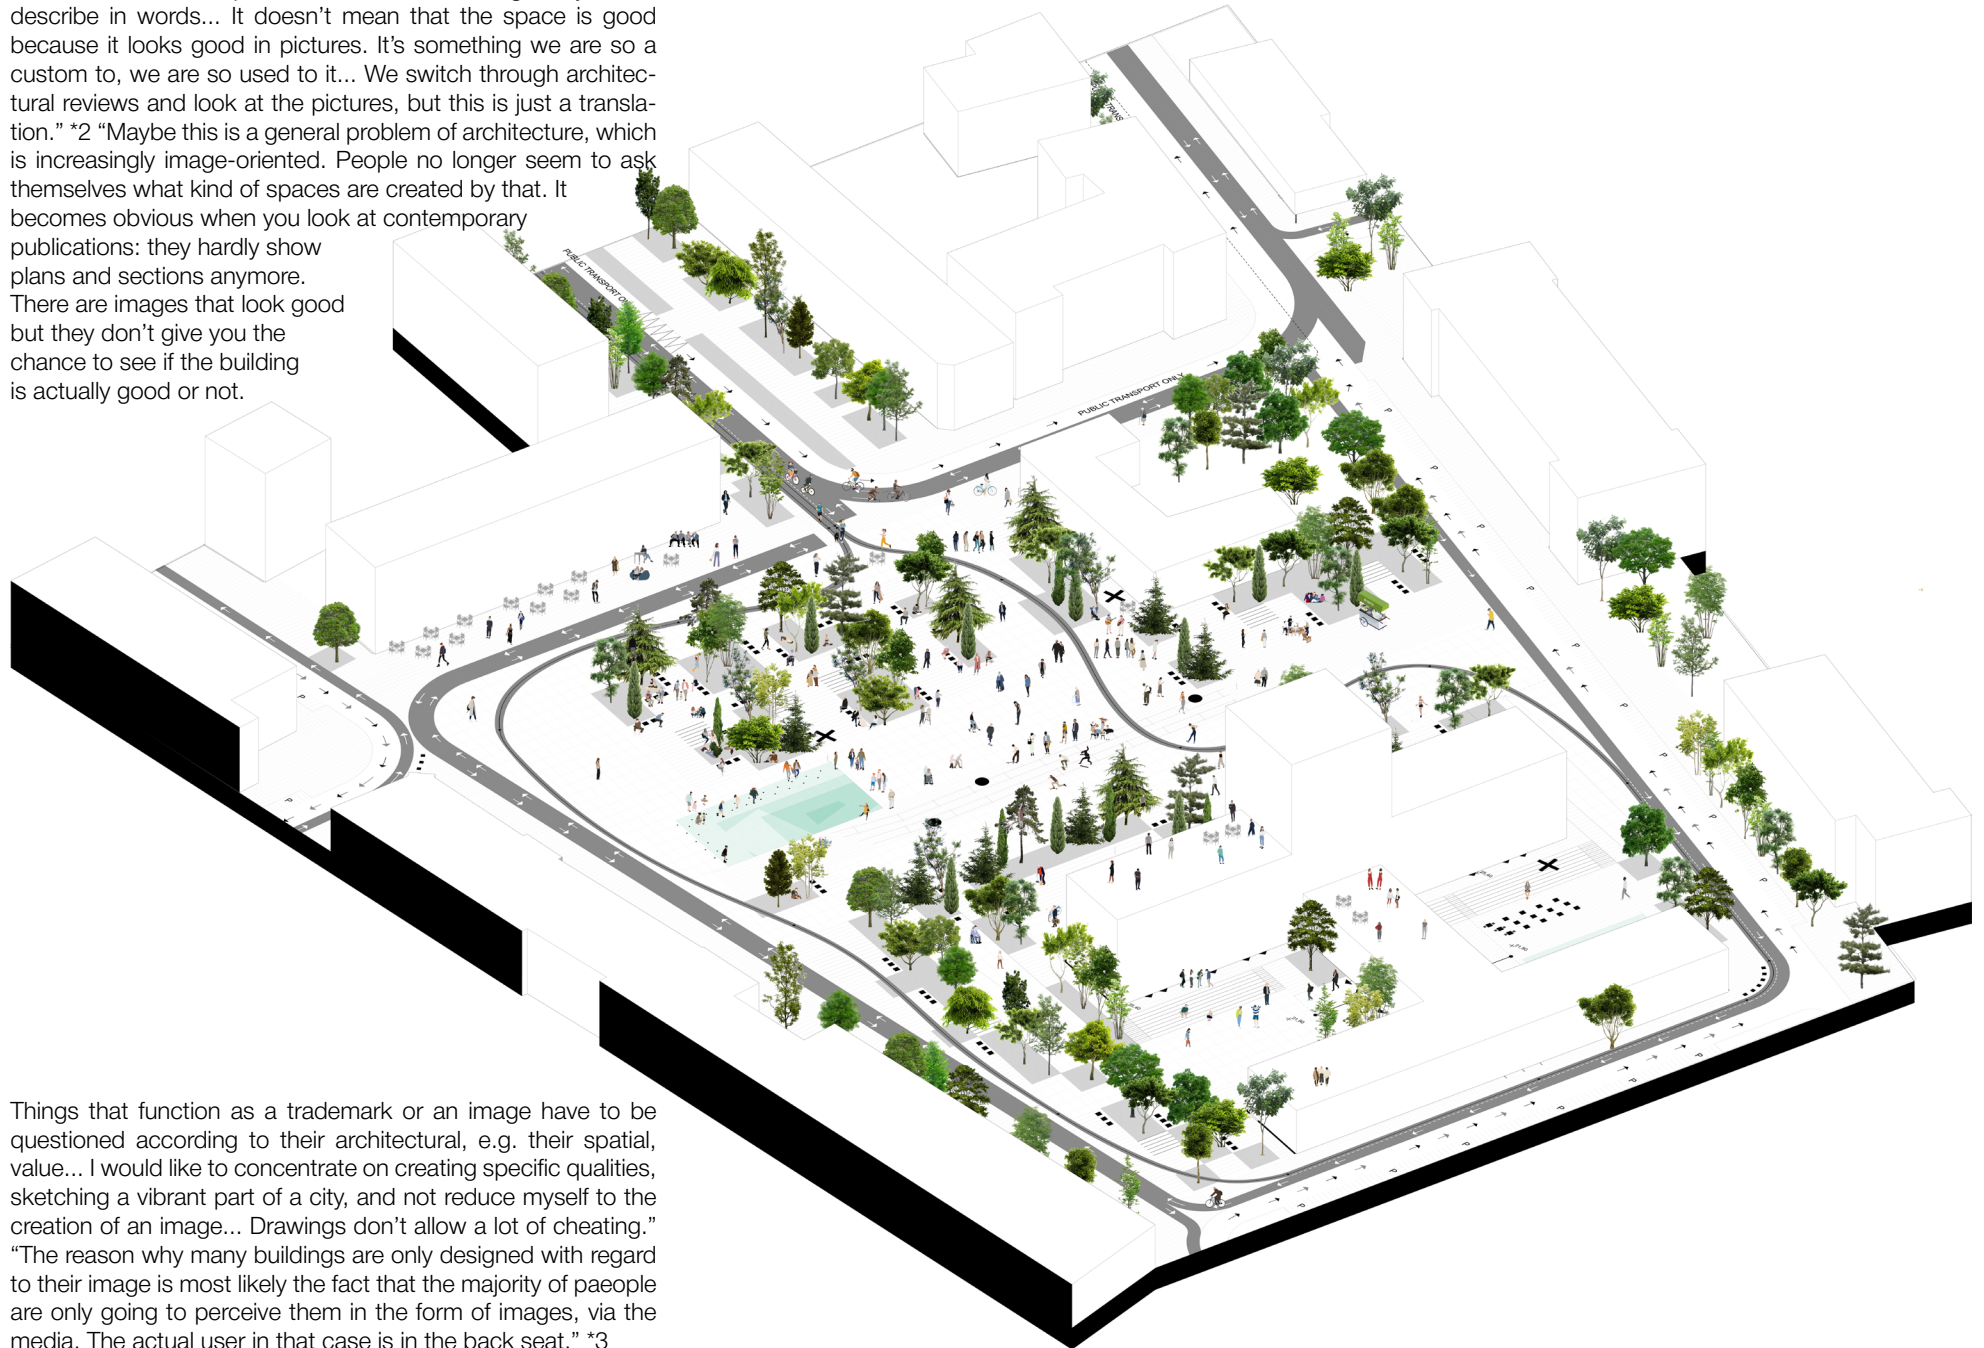 describe in words... It doesn’t mean that the space is good
because it looks good in pictures. It’s something we are so a
custom to, we are so used to it... We switch through architec-
tural reviews and look at the pictures, but this is just a transla-
tion.” *2 “Maybe this is a general problem of architecture, which
is increasingly image-oriented. People no longer seem to ask
themselves what kind of spaces are created by that. It
becomes obvious when you look at contemporary
publications: they hardly show
plans and sections anymore.
There are images that look good
but they don’t give you the
chance to see if the building
is actually good or not.
PUBLIC TRANSPORT
PUBLIC TRANSPORT ONLY
Things that function as a trademark or an image have to be
questioned according to their architectural, e.g. their spatial,
value... I would like to concentrate on creating specific qualities,
sketching a vibrant part of a city, and not reduce myself to the
creation of an image... Drawings don’t allow a lot of cheating.”
“The reason why many buildings are only designed with regard
to their image is most likely the fact that the majority of paeople
are only going to perceive them in the form of images, via the
media. The actual user in that case is in the back seat.” *3